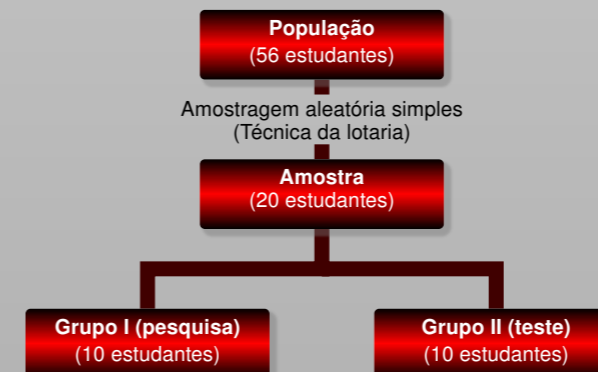 População
(56 estudantes)
Amostragem aleatória simples
(Técnica da lotaria)
Amostra
(20 estudantes)
Grupo I (pesquisa)
(10 estudantes)
Grupo II (teste)
(10 estudantes)